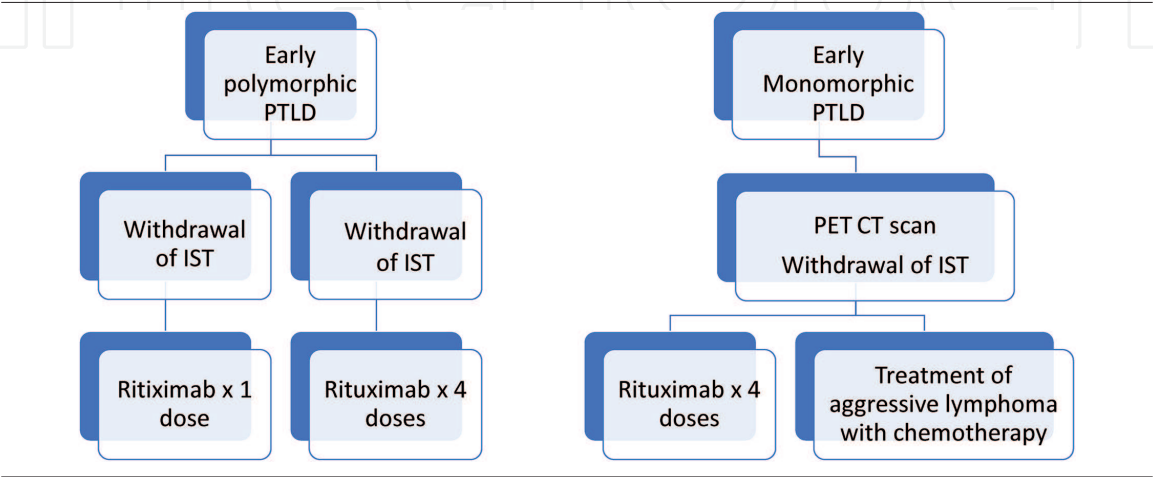 Early
polymorphic
PTLD
Withdrawal
of IST
Withdrawal
of IST
Ritiximab x 1
dose
Rituximab x 4
doses
Early
Monomorphic
PTLD
PET CT scan
Withdrawal of IST
Rituximab x 4
doses
Treatment of
aggressive lymphoma
with chemotherapy